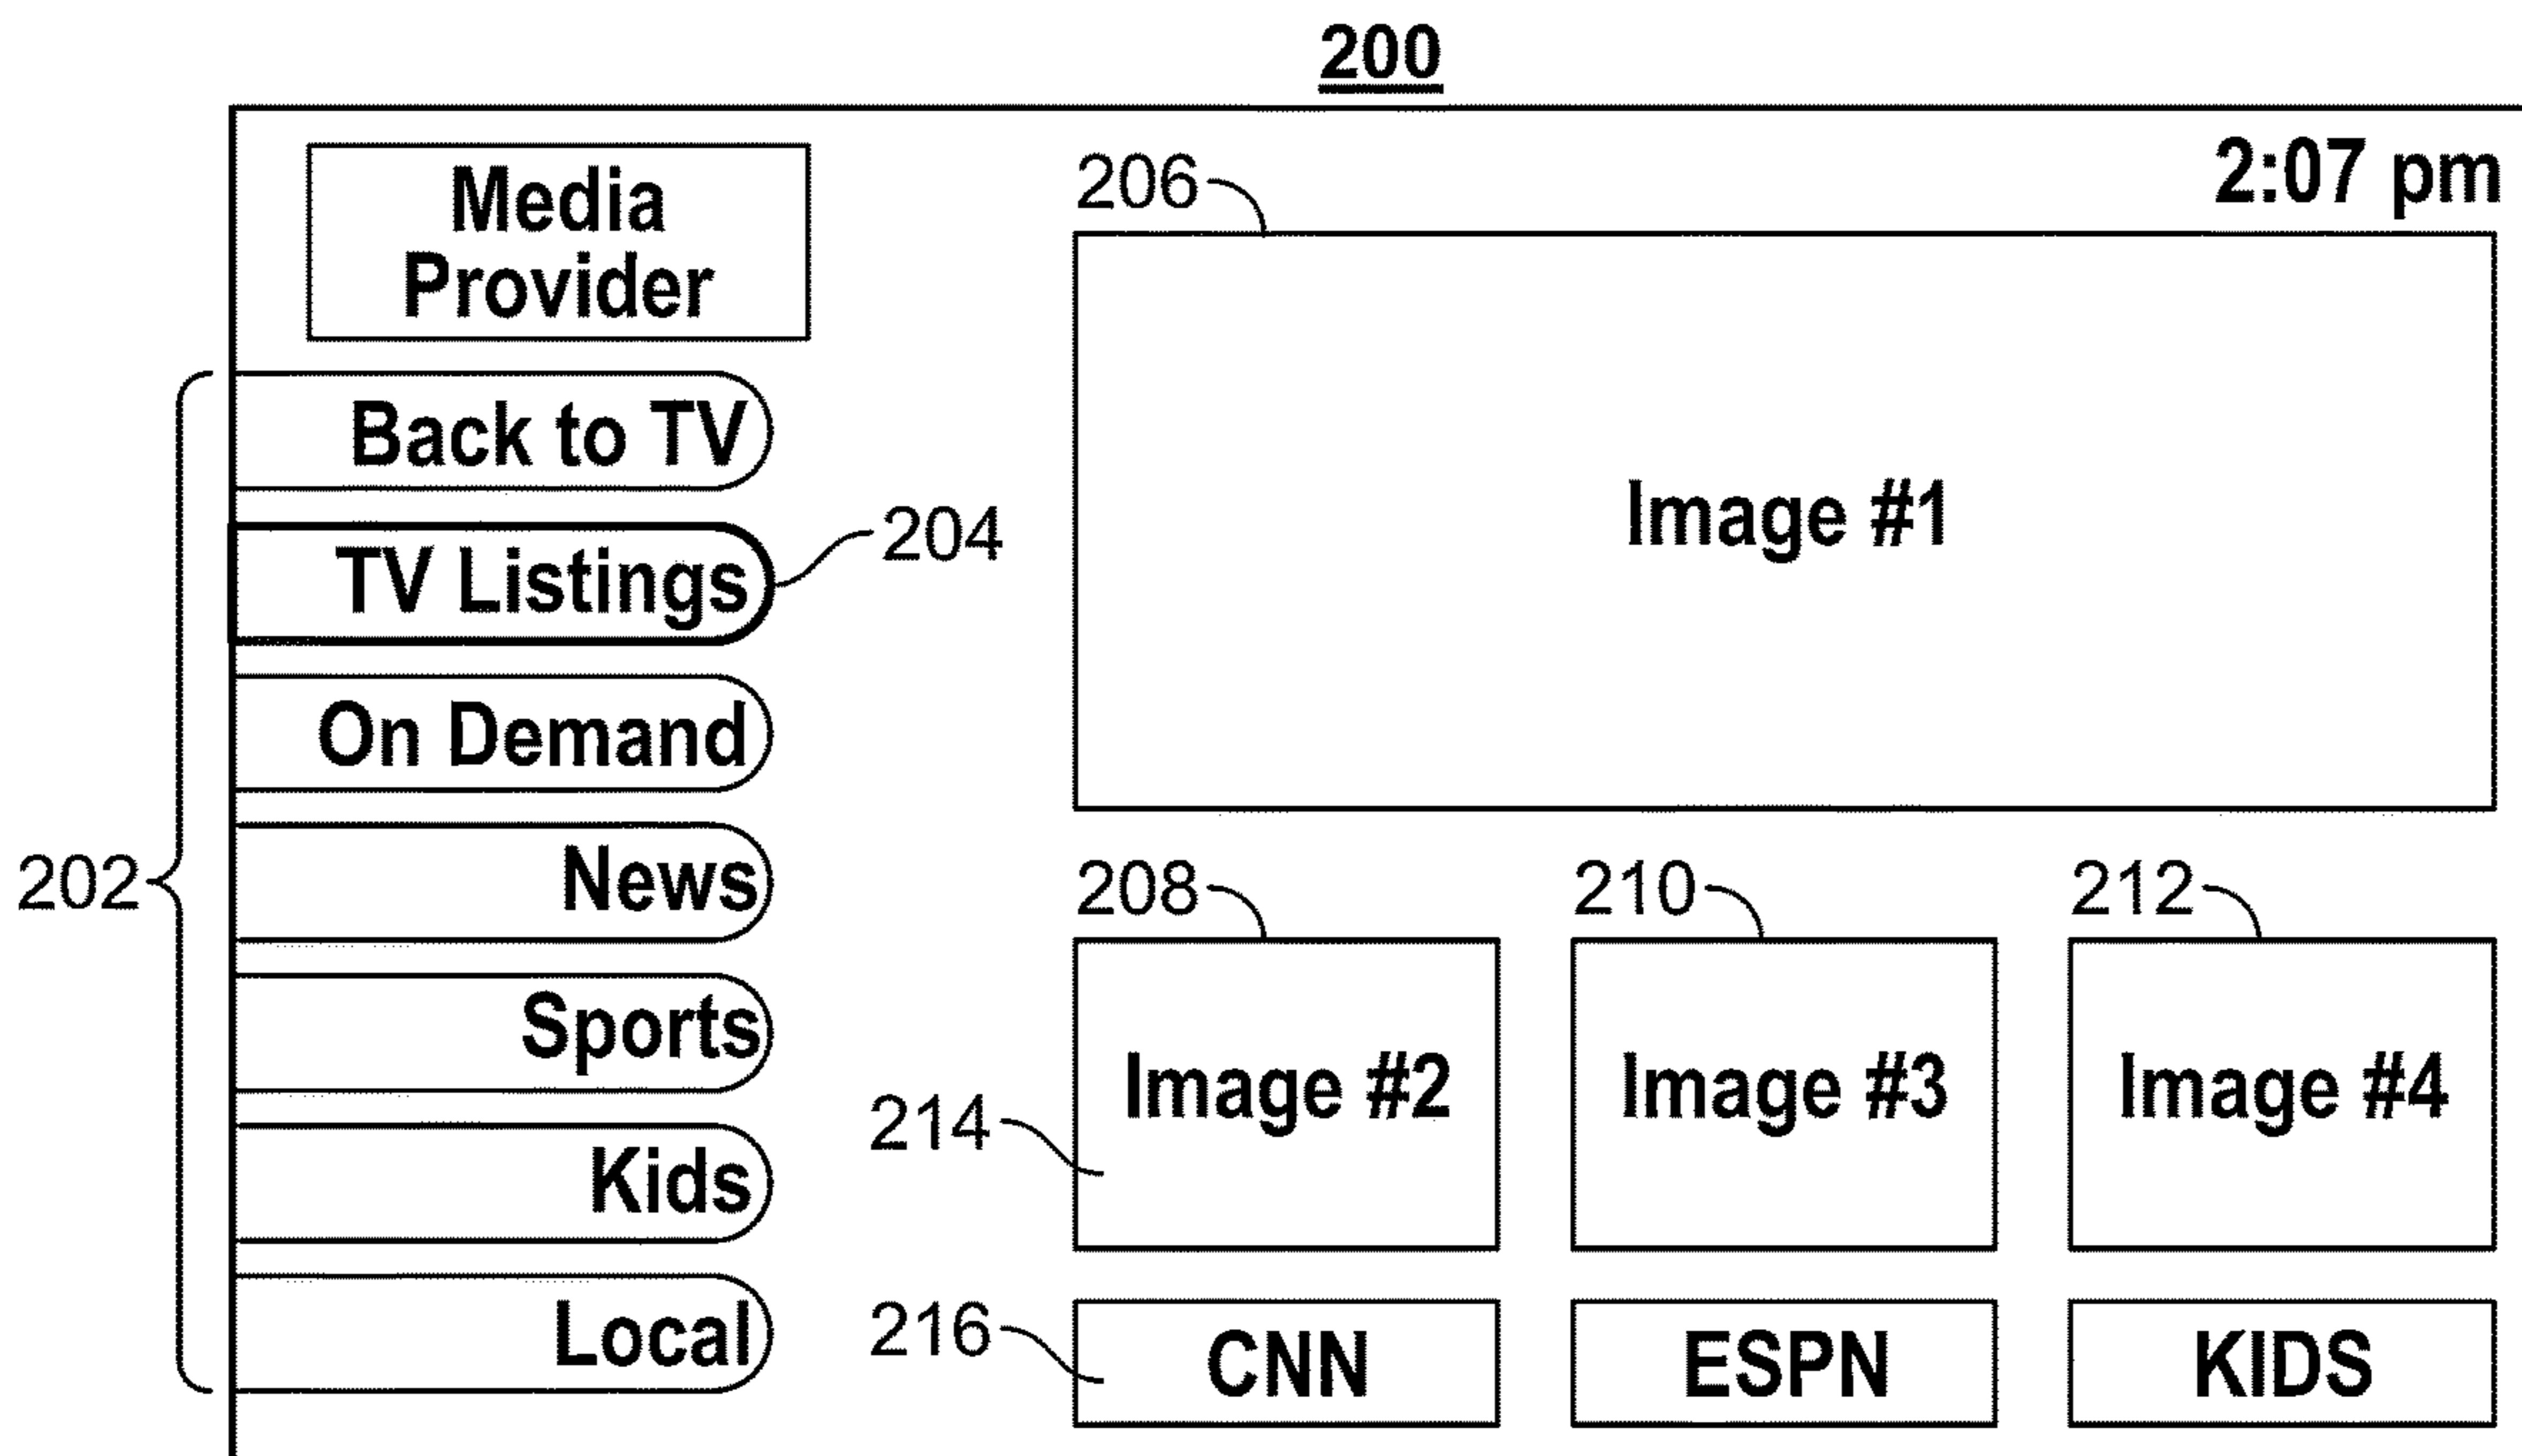 200
Media
Provider
2:07 pm
206
Image #1
202
Back to TV
TV Listings
204
On Demand
News
Sports
Kids
Local
208
210
212
Image #2
Image #3
Image #4
214
216
CNN
ESPN
KIDS